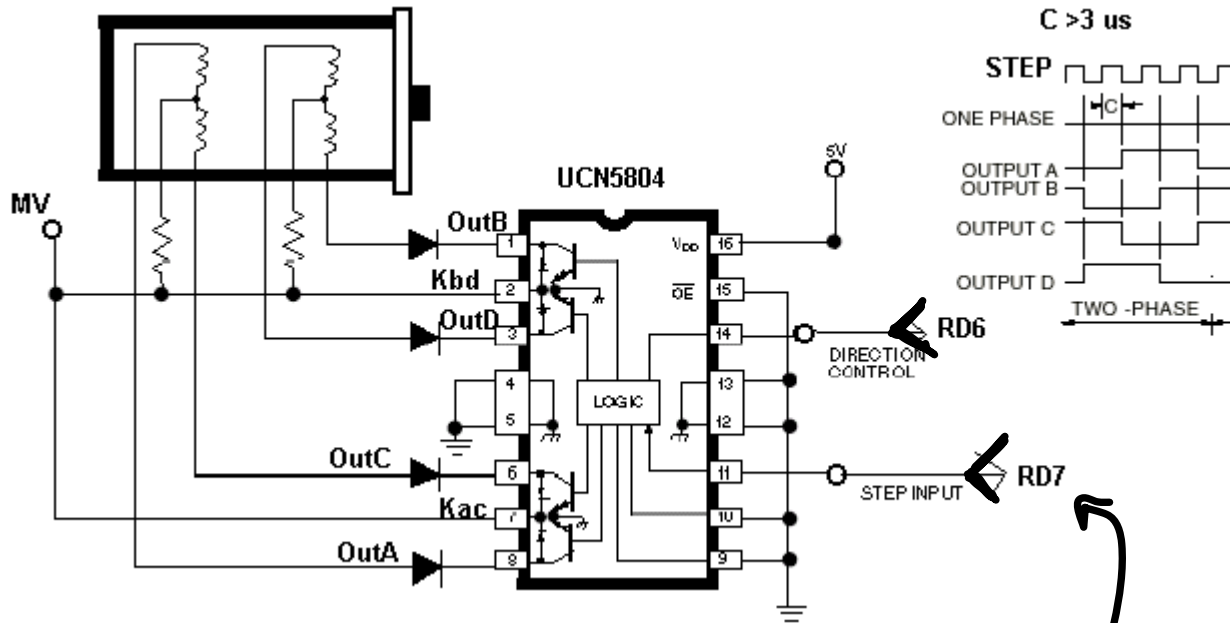 C >3 us
STEP
C
ONE PHASE
OUTPUT A
OUTPUT B
OUTPUT C
OUTPUT D
TWO -PHASE
5V
UCN5804
MV
OutB
1
VDD
16
Kbd
2
OE
15
OutD
3
14
RD6
DIRECTION
CONTROL
4
13
LOGIC
5
12
OutC
6
11
STEP INPUT
RD7
Kac
7
10
OutA
8
9